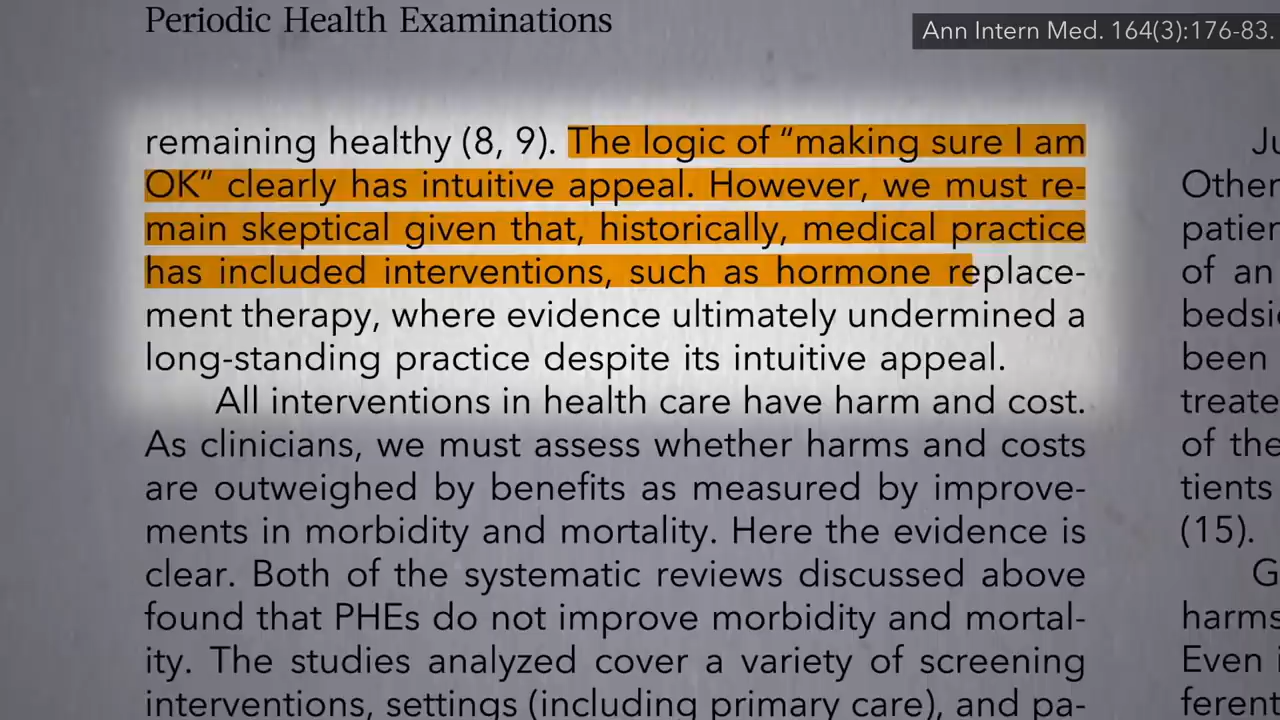 Periodic Health Examinations
Ann Intern Med. 164(3):176-83.
remaining healthy (8, 9). The logic of “making sure I am
OK” clearly has intuitive appeal. However, we must re-
main skeptical given that, historically, medical practice
has included interventions, such as hormone replace-
ment therapy, where evidence ultimately undermined a
long-standing practice despite its intuitive appeal.
All interventions in health care have harm and cost.
As clinicians, we must assess whether harms and costs
are outweighed by benefits as measured by improve-
ments in morbidity and mortality. Here the evidence is
clear. Both of the systematic reviews discussed above
found that PHEs do not improve morbidity and mortal-
ity. The studies analyzed cover a variety of screening
interventions, settings (including primary care), and pa-
Other
of an
been
of the
tients
(15).
harms
Even